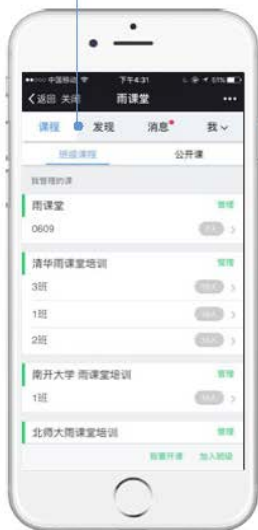 中国移动 下午4:31 51%
返回 关闭 雨课堂
课程 发现 消息 我
班级课程 公开课
我管理的课
雨课堂 管理
0609
清华雨课堂培训 管理
3班
1班
2班
南开大学 雨课堂培训 管理
1班
北师大雨课堂培训 管理
我要开课 加入班级